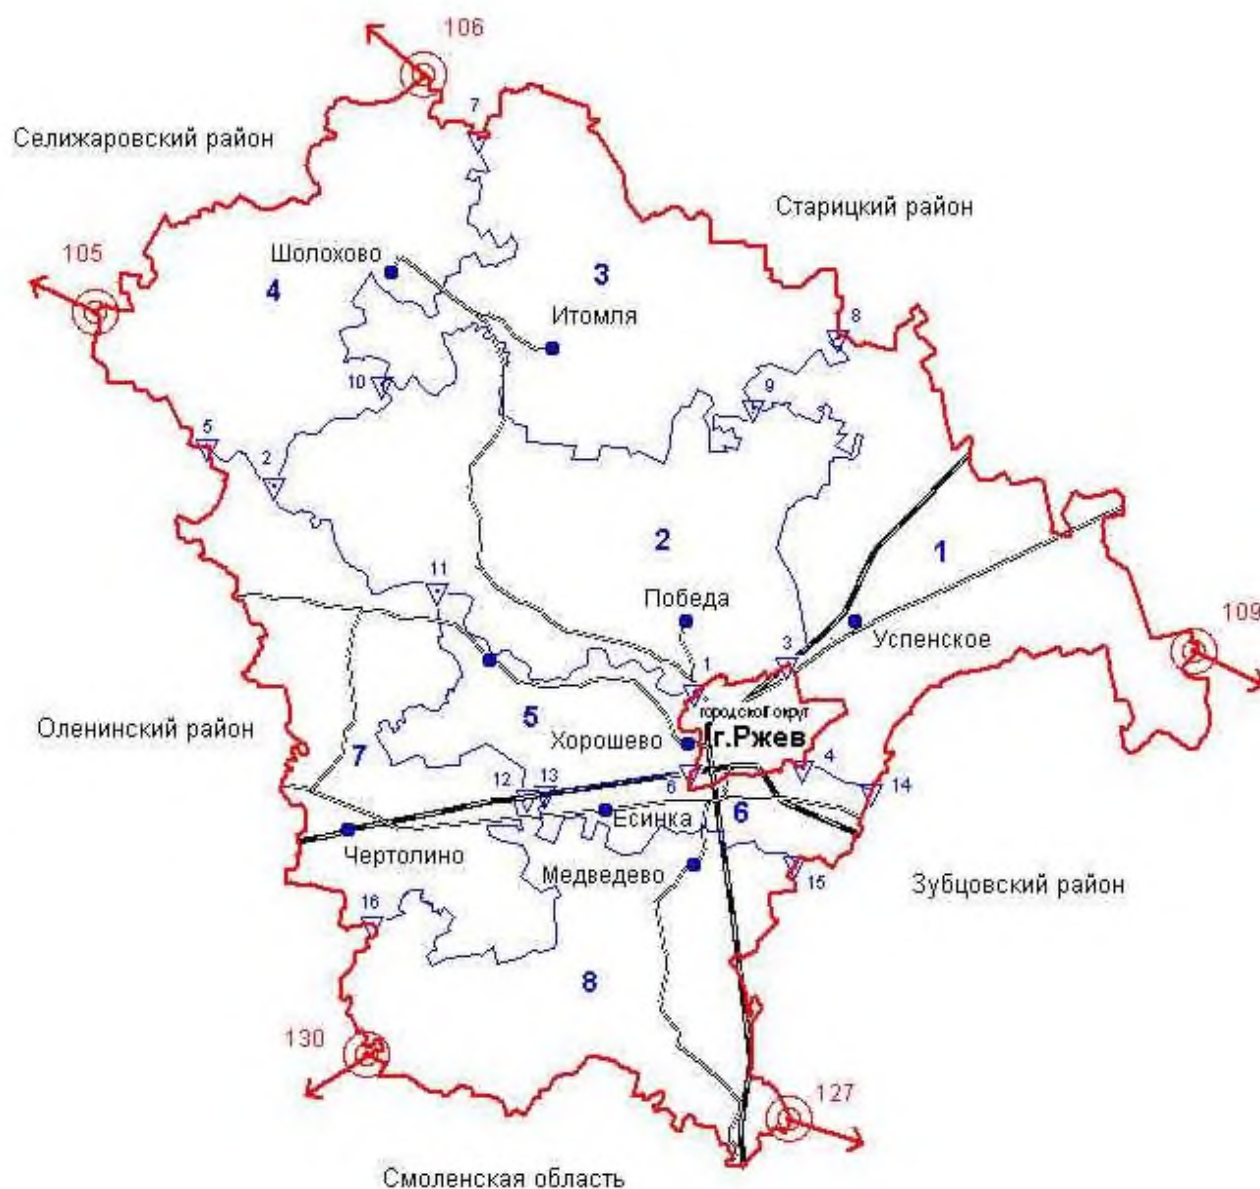 106
7
Селижаровский район
Старицкий район
105
Шолохово
4
3
Итомля
8
10
9
5
2
2
1
11
Победа
109
Успенское
3
1
городской округ
г.Ржев
Оленинский район
5
Хорошево
7
6
4
12
13
14
Есинка
6
Чертолино
Медведево
15
Зубцовский район
16
8
130
127
Смоленская область